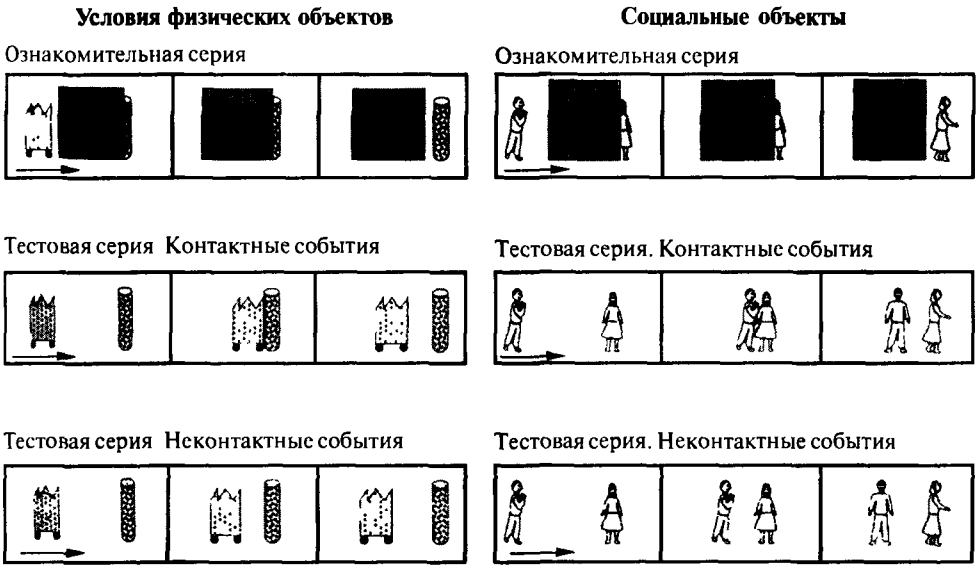 Условия физических объектов
Ознакомительная серия
Тестовая серия Контактные события
Тестовая серия Неконтактные события
Социальные объекты
Ознакомительная серия
Тестовая серия. Контактные события
Тестовая серия. Неконтактные события